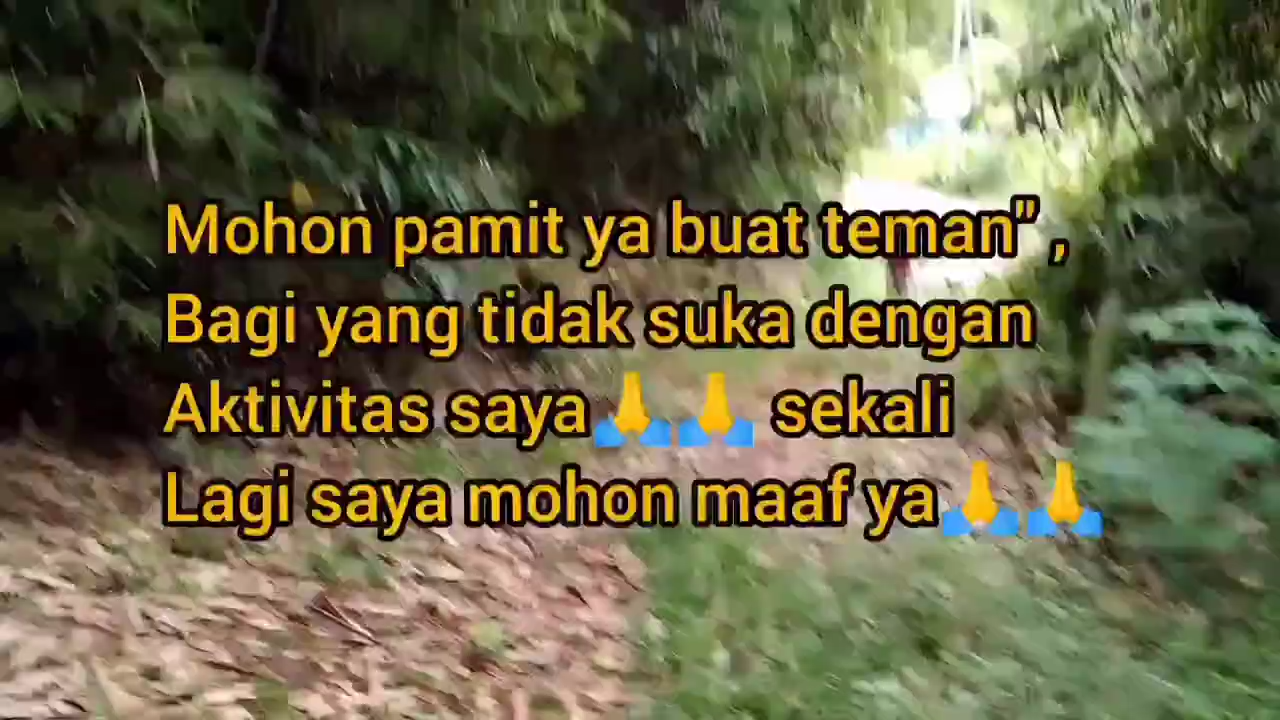 Mohon pamit ya buat teman" ,
Bagi yang tidak suka dengan
Aktivitas saya🙏🙏 sekali
Lagi saya mohon maaf ya🙏🙏